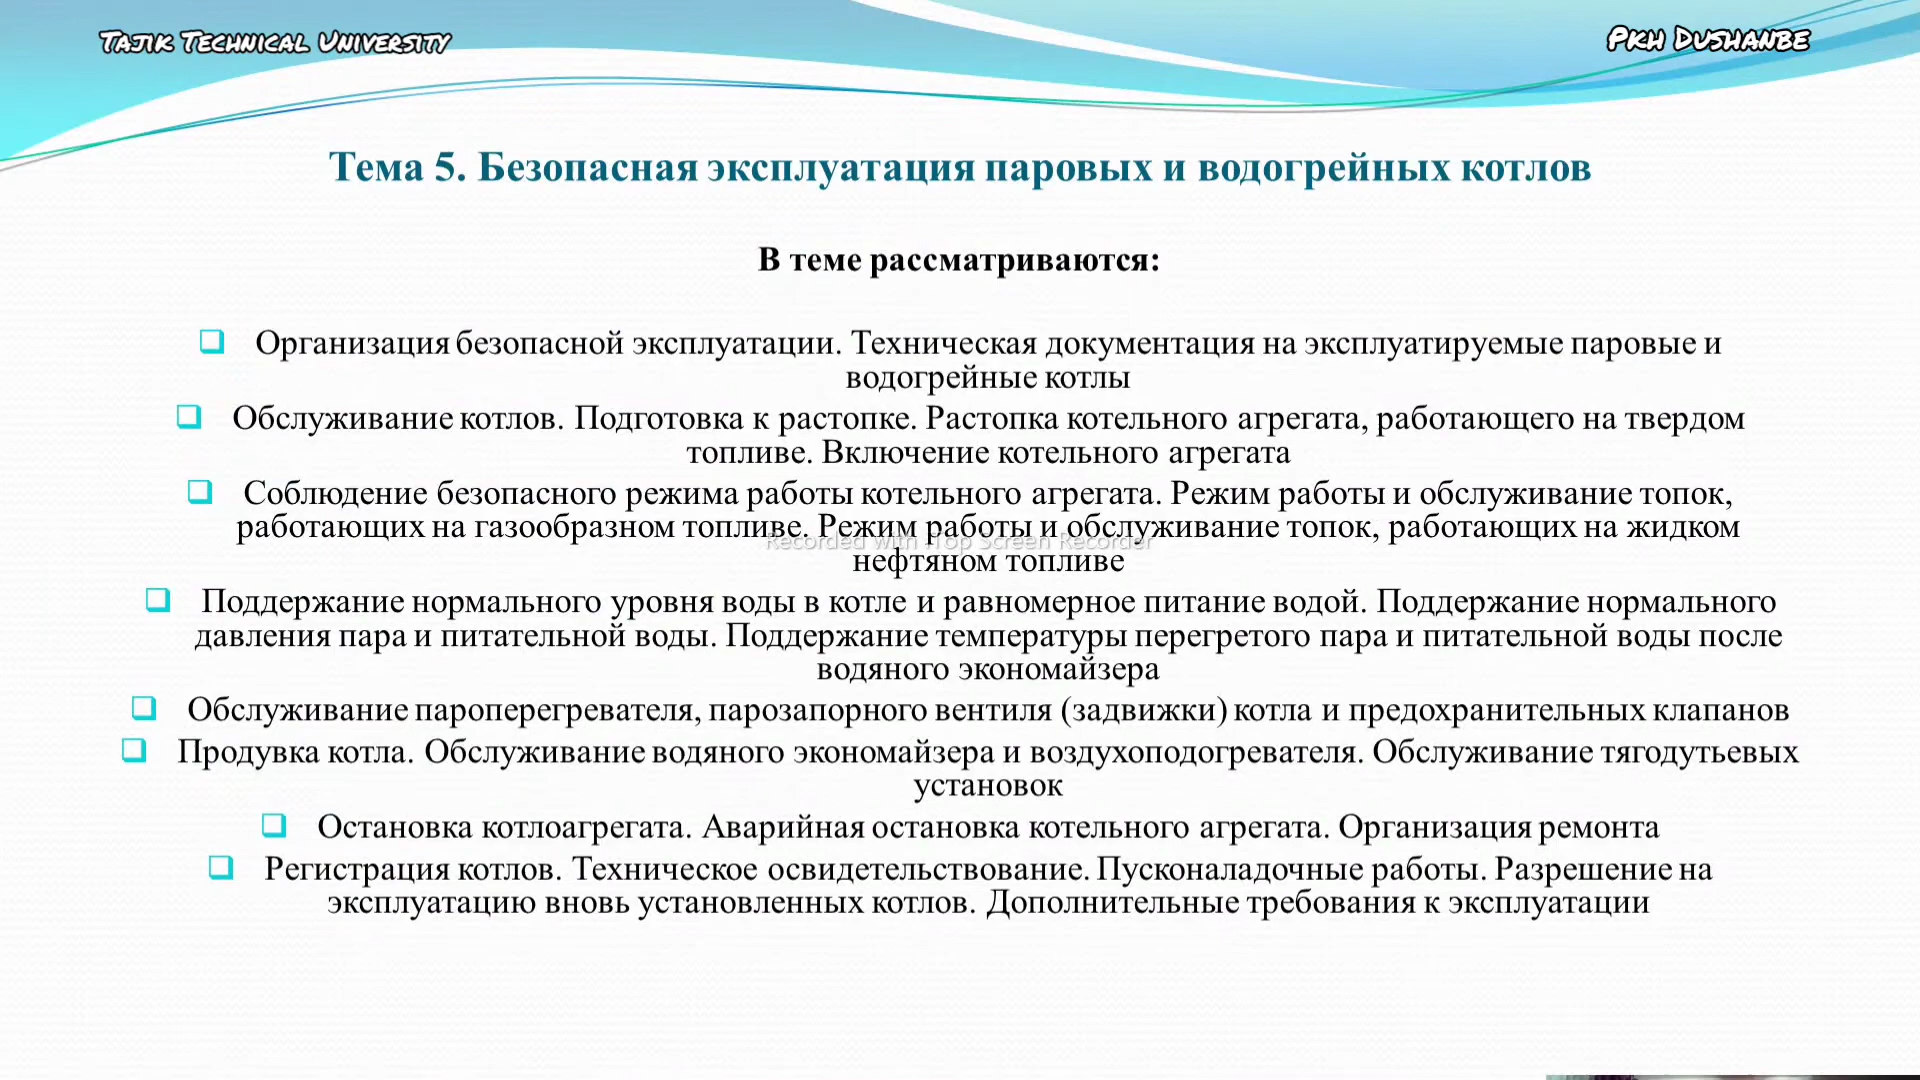 Tajik Technical University
Pkh Dushanbe
Тема 5. Безопасная эксплуатация паровых и водогрейных котлов
В теме рассматриваются:
Организация безопасной эксплуатации. Техническая документация на эксплуатируемые паровые и
водогрейные котлы
Обслуживание котлов. Подготовка к растопке. Растопка котельного агрегата, работающего на твердом
топливе. Включение котельного агрегата
Соблюдение безопасного режима работы котельного агрегата. Режим работы и обслуживание топок,
работающих на газообразном топливе. Режим работы и обслуживание топок, работающих на жидком
Recorded with iTop Screen Recorder
нефтяном топливе
Поддержание нормального уровня воды в котле и равномерное питание водой. Поддержание нормального
давления пара и питательной воды. Поддержание температуры перегретого пара и питательной воды после
водяного экономайзера
Обслуживание пароперегревателя, парозапорного вентиля (задвижки) котла и предохранительных клапанов
Продувка котла. Обслуживание водяного экономайзера и воздухоподогревателя. Обслуживание тягодутьевых
установок
Остановка котлоагрегата. Аварийная остановка котельного агрегата. Организация ремонта
Регистрация котлов. Техническое освидетельствование. Пусконаладочные работы. Разрешение на
эксплуатацию вновь установленных котлов. Дополнительные требования к эксплуатации